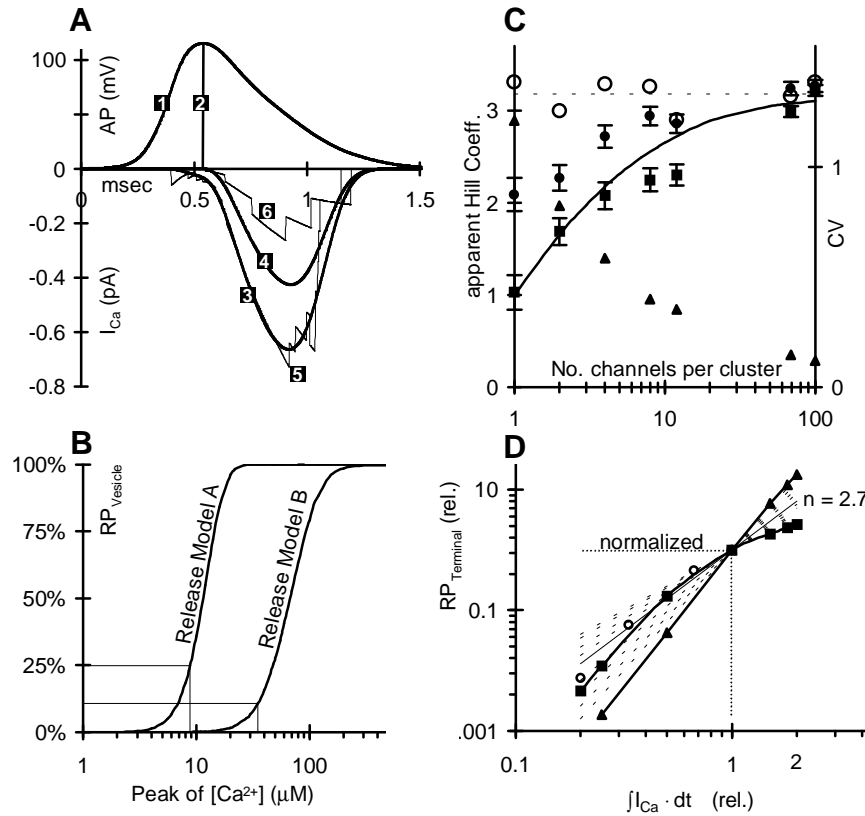 A
100
AP (mV)
1
2
0
msec
0
0.5
1
1.5
-0.2
6
-0.4
4
3
I_Ca (pA)
-0.6
5
-0.8
B
100%
RP_Vesicle
75%
50%
25%
0%
Release Model A
Release Model B
1
10
100
Peak of [Ca²⁺] (μM)
C
apparent Hill Coeff.
3
2
1
0
1
0
CV
No. channels per cluster
1
10
100
D
10
RP_Terminal (rel.)
n = 2.7
normalized
0.1
.001
0.1
1
2
∫I_Ca · dt (rel.)